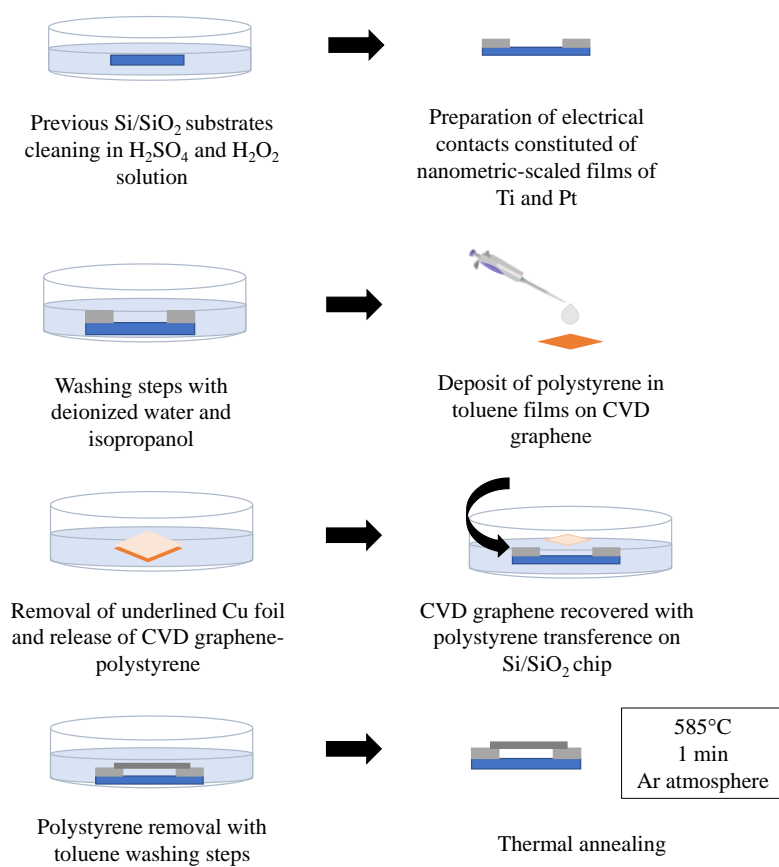 Previous Si/SiO₂ substrates
cleaning in H₂SO₄ and H₂O₂
solution
Preparation of electrical
contacts constituted of
nanometric-scaled films of
Ti and Pt
Washing steps with
deionized water and
isopropanol
Deposit of polystyrene in
toluene films on CVD
graphene
Removal of underlined Cu foil
and release of CVD graphene-
polystyrene
CVD graphene recovered with
polystyrene transference on
Si/SiO₂ chip
Polystyrene removal with
toluene washing steps
585°C
1 min
Ar atmosphere
Thermal annealing